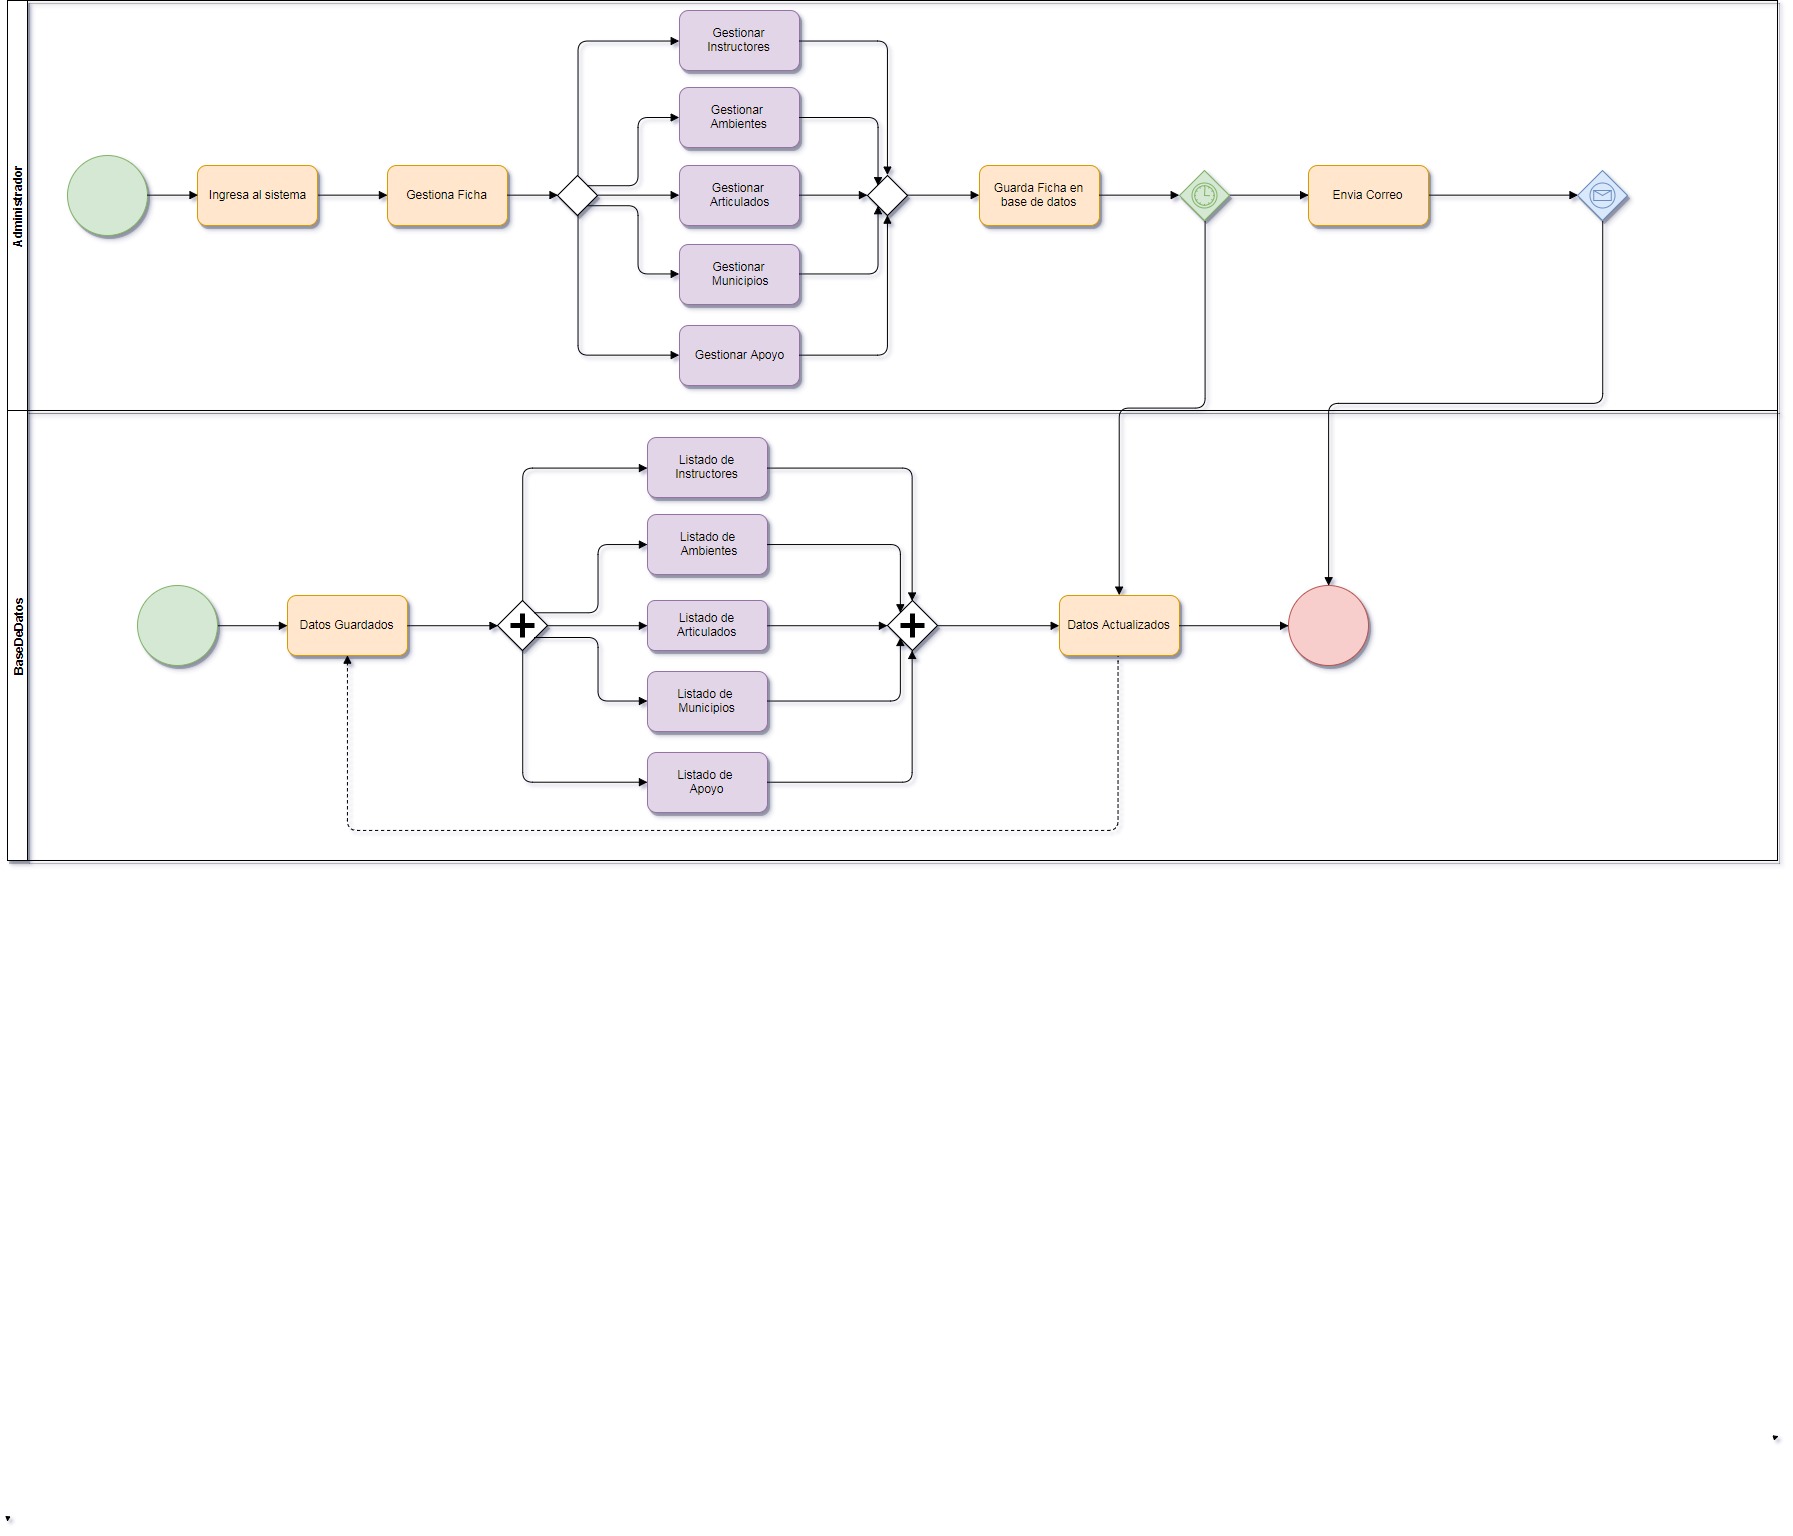 Administrador
Ingresa al sistema
Gestiona Ficha
Gestionar
Instructores
Gestionar
Ambientes
Gestionar
Articulados
Gestionar
Municipios
Gestionar Apoyo
Guarda Ficha en
base de datos
Envia Correo
BaseDeDatos
Datos Guardados
Listado de
Instructores
Listado de
Ambientes
Listado de
Articulados
Listado de
Municipios
Listado de
Apoyo
Datos Actualizados